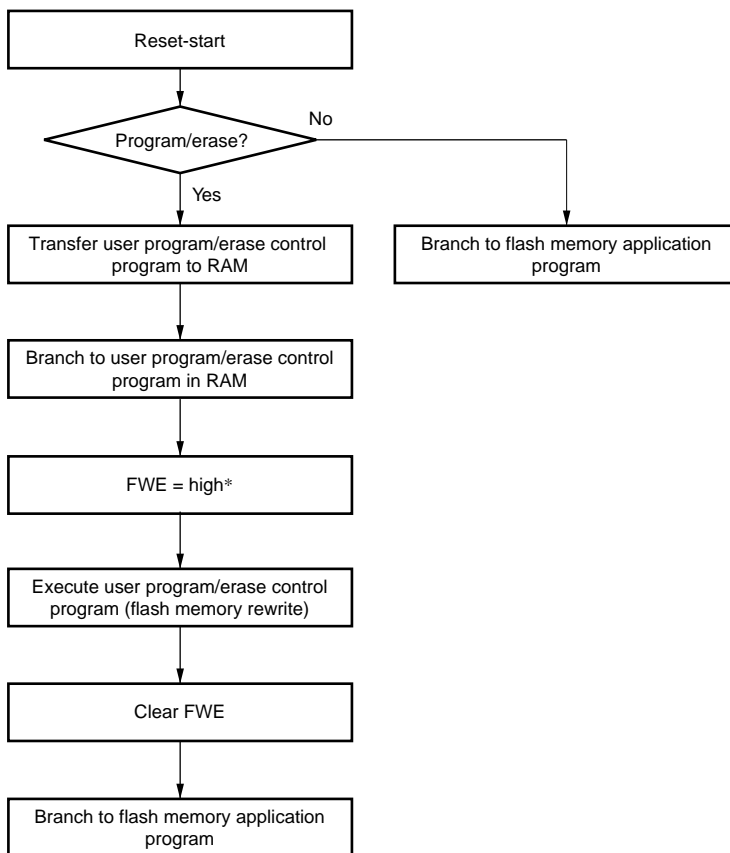 Reset-start
Program/erase?
No
Yes
Transfer user program/erase control
program to RAM
Branch to flash memory application
program
Branch to user program/erase control
program in RAM
FWE = high*
Execute user program/erase control
program (flash memory rewrite)
Clear FWE
Branch to flash memory application
program